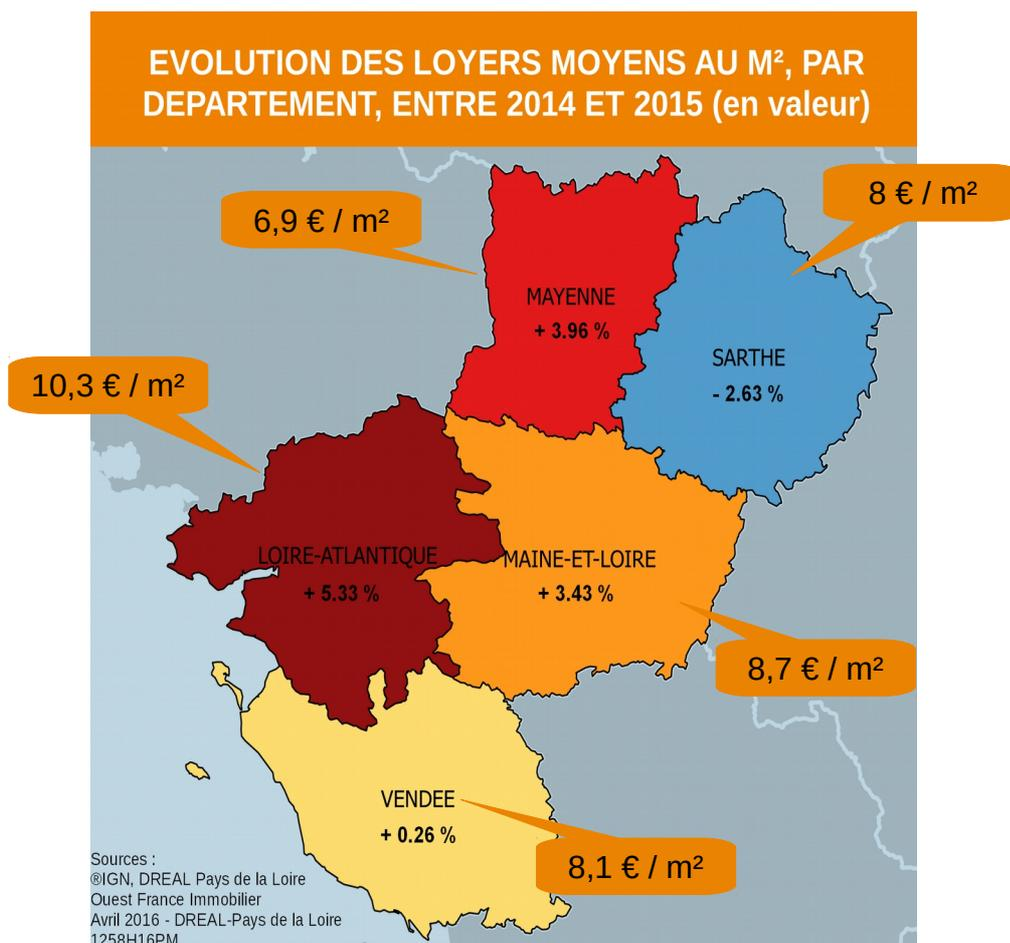 EVOLUTION DES LOYERS MOYENS AU M², PAR
DEPARTEMENT, ENTRE 2014 ET 2015 (en valeur)
8 € / m²
6,9 € / m²
MAYENNE
+ 3.96 %
SARTHE
- 2.63 %
10,3 € / m²
LOIRE-ATLANTIQUE
+ 5.33 %
MAINE-ET-LOIRE
+ 3.43 %
8,7 € / m²
VENDEE
+ 0.26 %
8,1 € / m²
Sources :
®IGN, DREAL Pays de la Loire
Ouest France Immobilier
Avril 2016 - DREAL-Pays de la Loire
1258H16PM